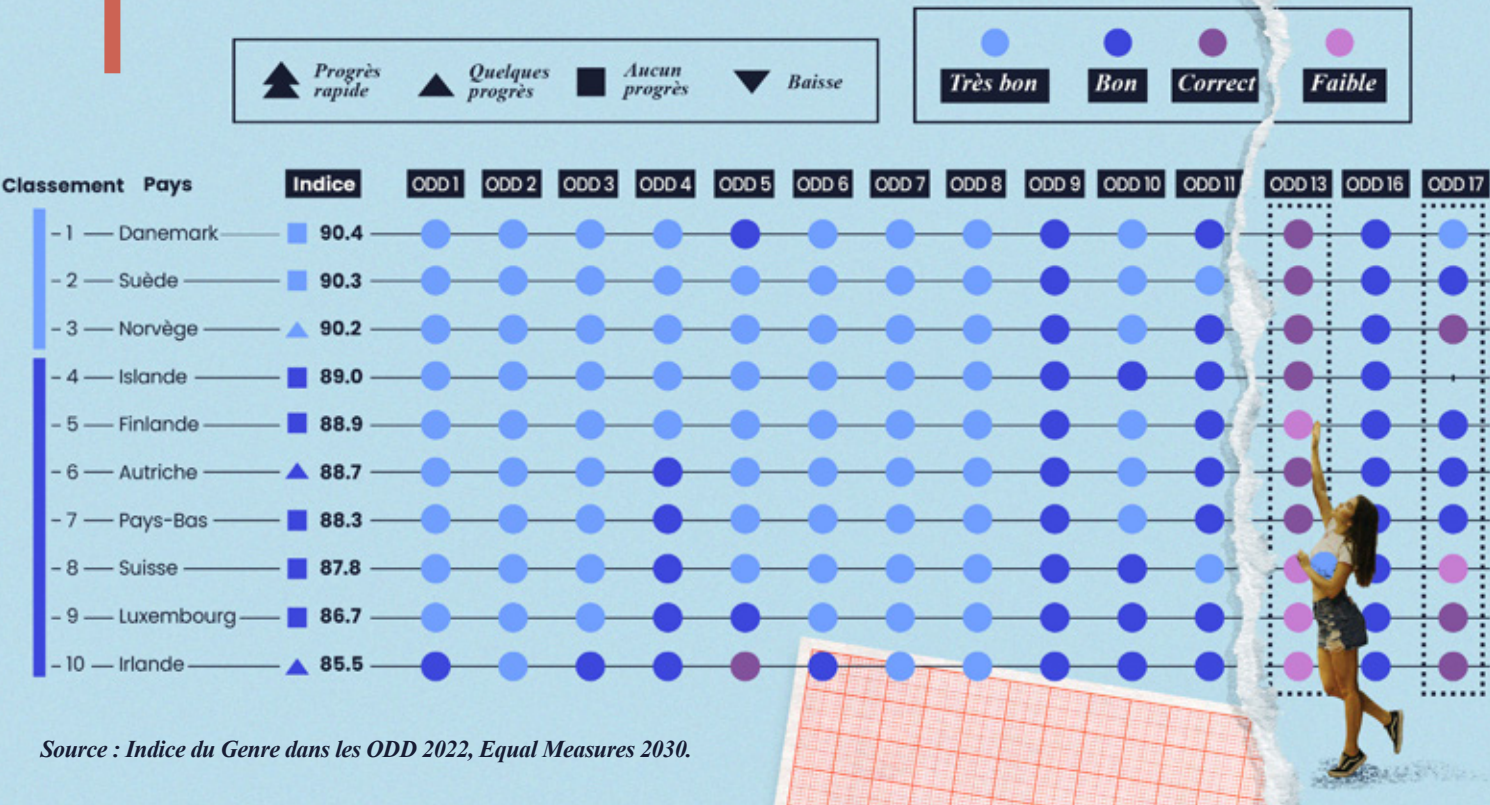 Progrès rapide
Quelques progrès
Aucun progrès
Baisse
Très bon
Bon
Correct
Faible
Classement Pays Indice ODD 1 ODD 2 ODD 3 ODD 4 ODD 5 ODD 6 ODD 7 ODD 8 ODD 9 ODD 10 ODD 11 ODD 13 ODD 16 ODD 17
1 Danemark 90.4
2 Suède 90.3
3 Norvège 90.2
4 Islande 89.0
5 Finlande 88.9
6 Autriche 88.7
7 Pays-Bas 88.3
8 Suisse 87.8
9 Luxembourg 86.7
10 Irlande 85.5
Source : Indice du Genre dans les ODD 2022, Equal Measures 2030.